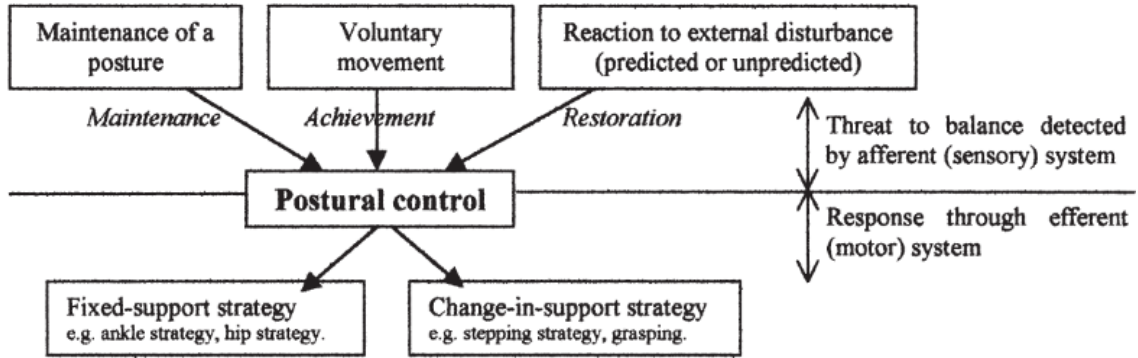 Maintenance of a
posture
Voluntary
movement
Reaction to external disturbance
(predicted or unpredicted)
Maintenance
Achievement
Restoration
Threat to balance detected
by afferent (sensory) system
Postural control
Response through efferent
(motor) system
Fixed-support strategy
e.g. ankle strategy, hip strategy.
Change-in-support strategy
e.g. stepping strategy, grasping.